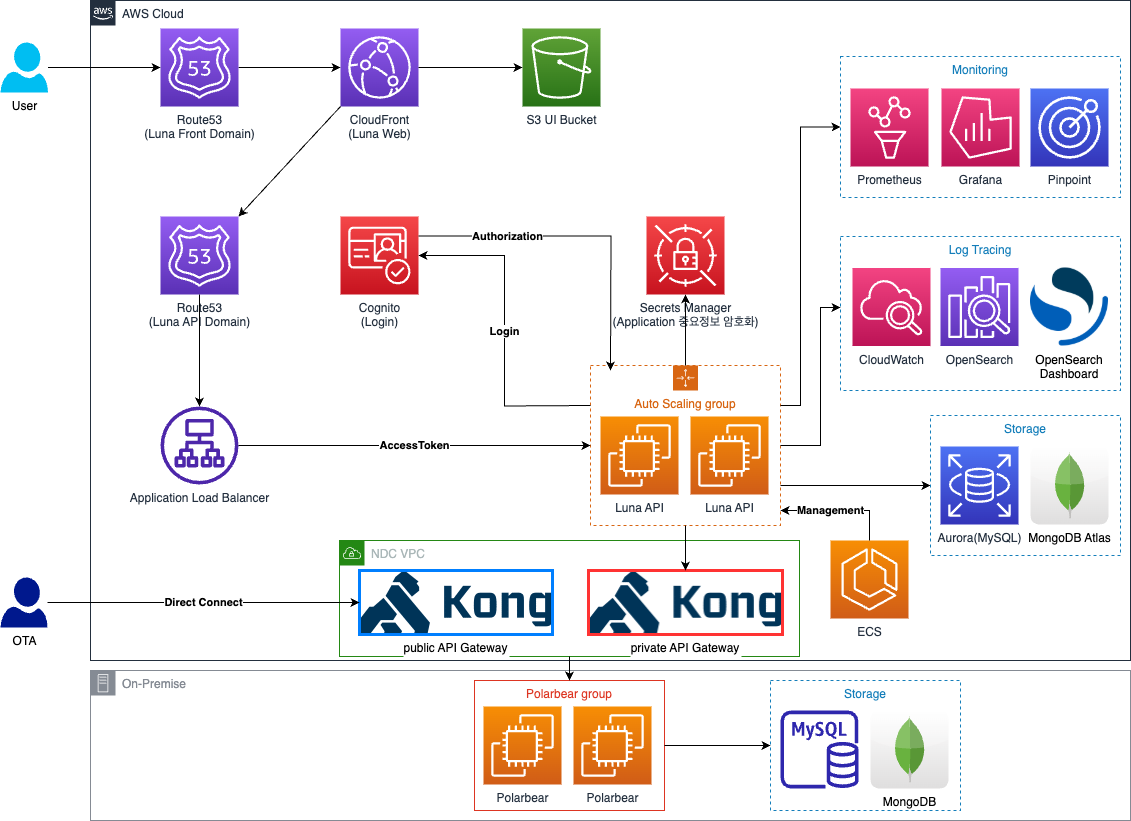 aws
AWS Cloud
User
53
Route53
(Luna Front Domain)
CloudFront
(Luna Web)
S3 UI Bucket
Monitoring
Prometheus
Grafana
Pinpoint
53
Route53
(Luna API Domain)
Cognito
(Login)
Authorization
Login
Secrets Manager
(Application 중요정보 암호화)
Log Tracing
CloudWatch
OpenSearch
OpenSearch
Dashboard
Auto Scaling group
Luna API
Luna API
Application Load Balancer
AccessToken
Storage
Aurora(MySQL)
MongoDB Atlas
Management
ECS
NDC VPC
Kong
public API Gateway
Kong
private API Gateway
OTA
Direct Connect
On-Premise
Polarbear group
Polarbear
Polarbear
Storage
MySQL
MongoDB